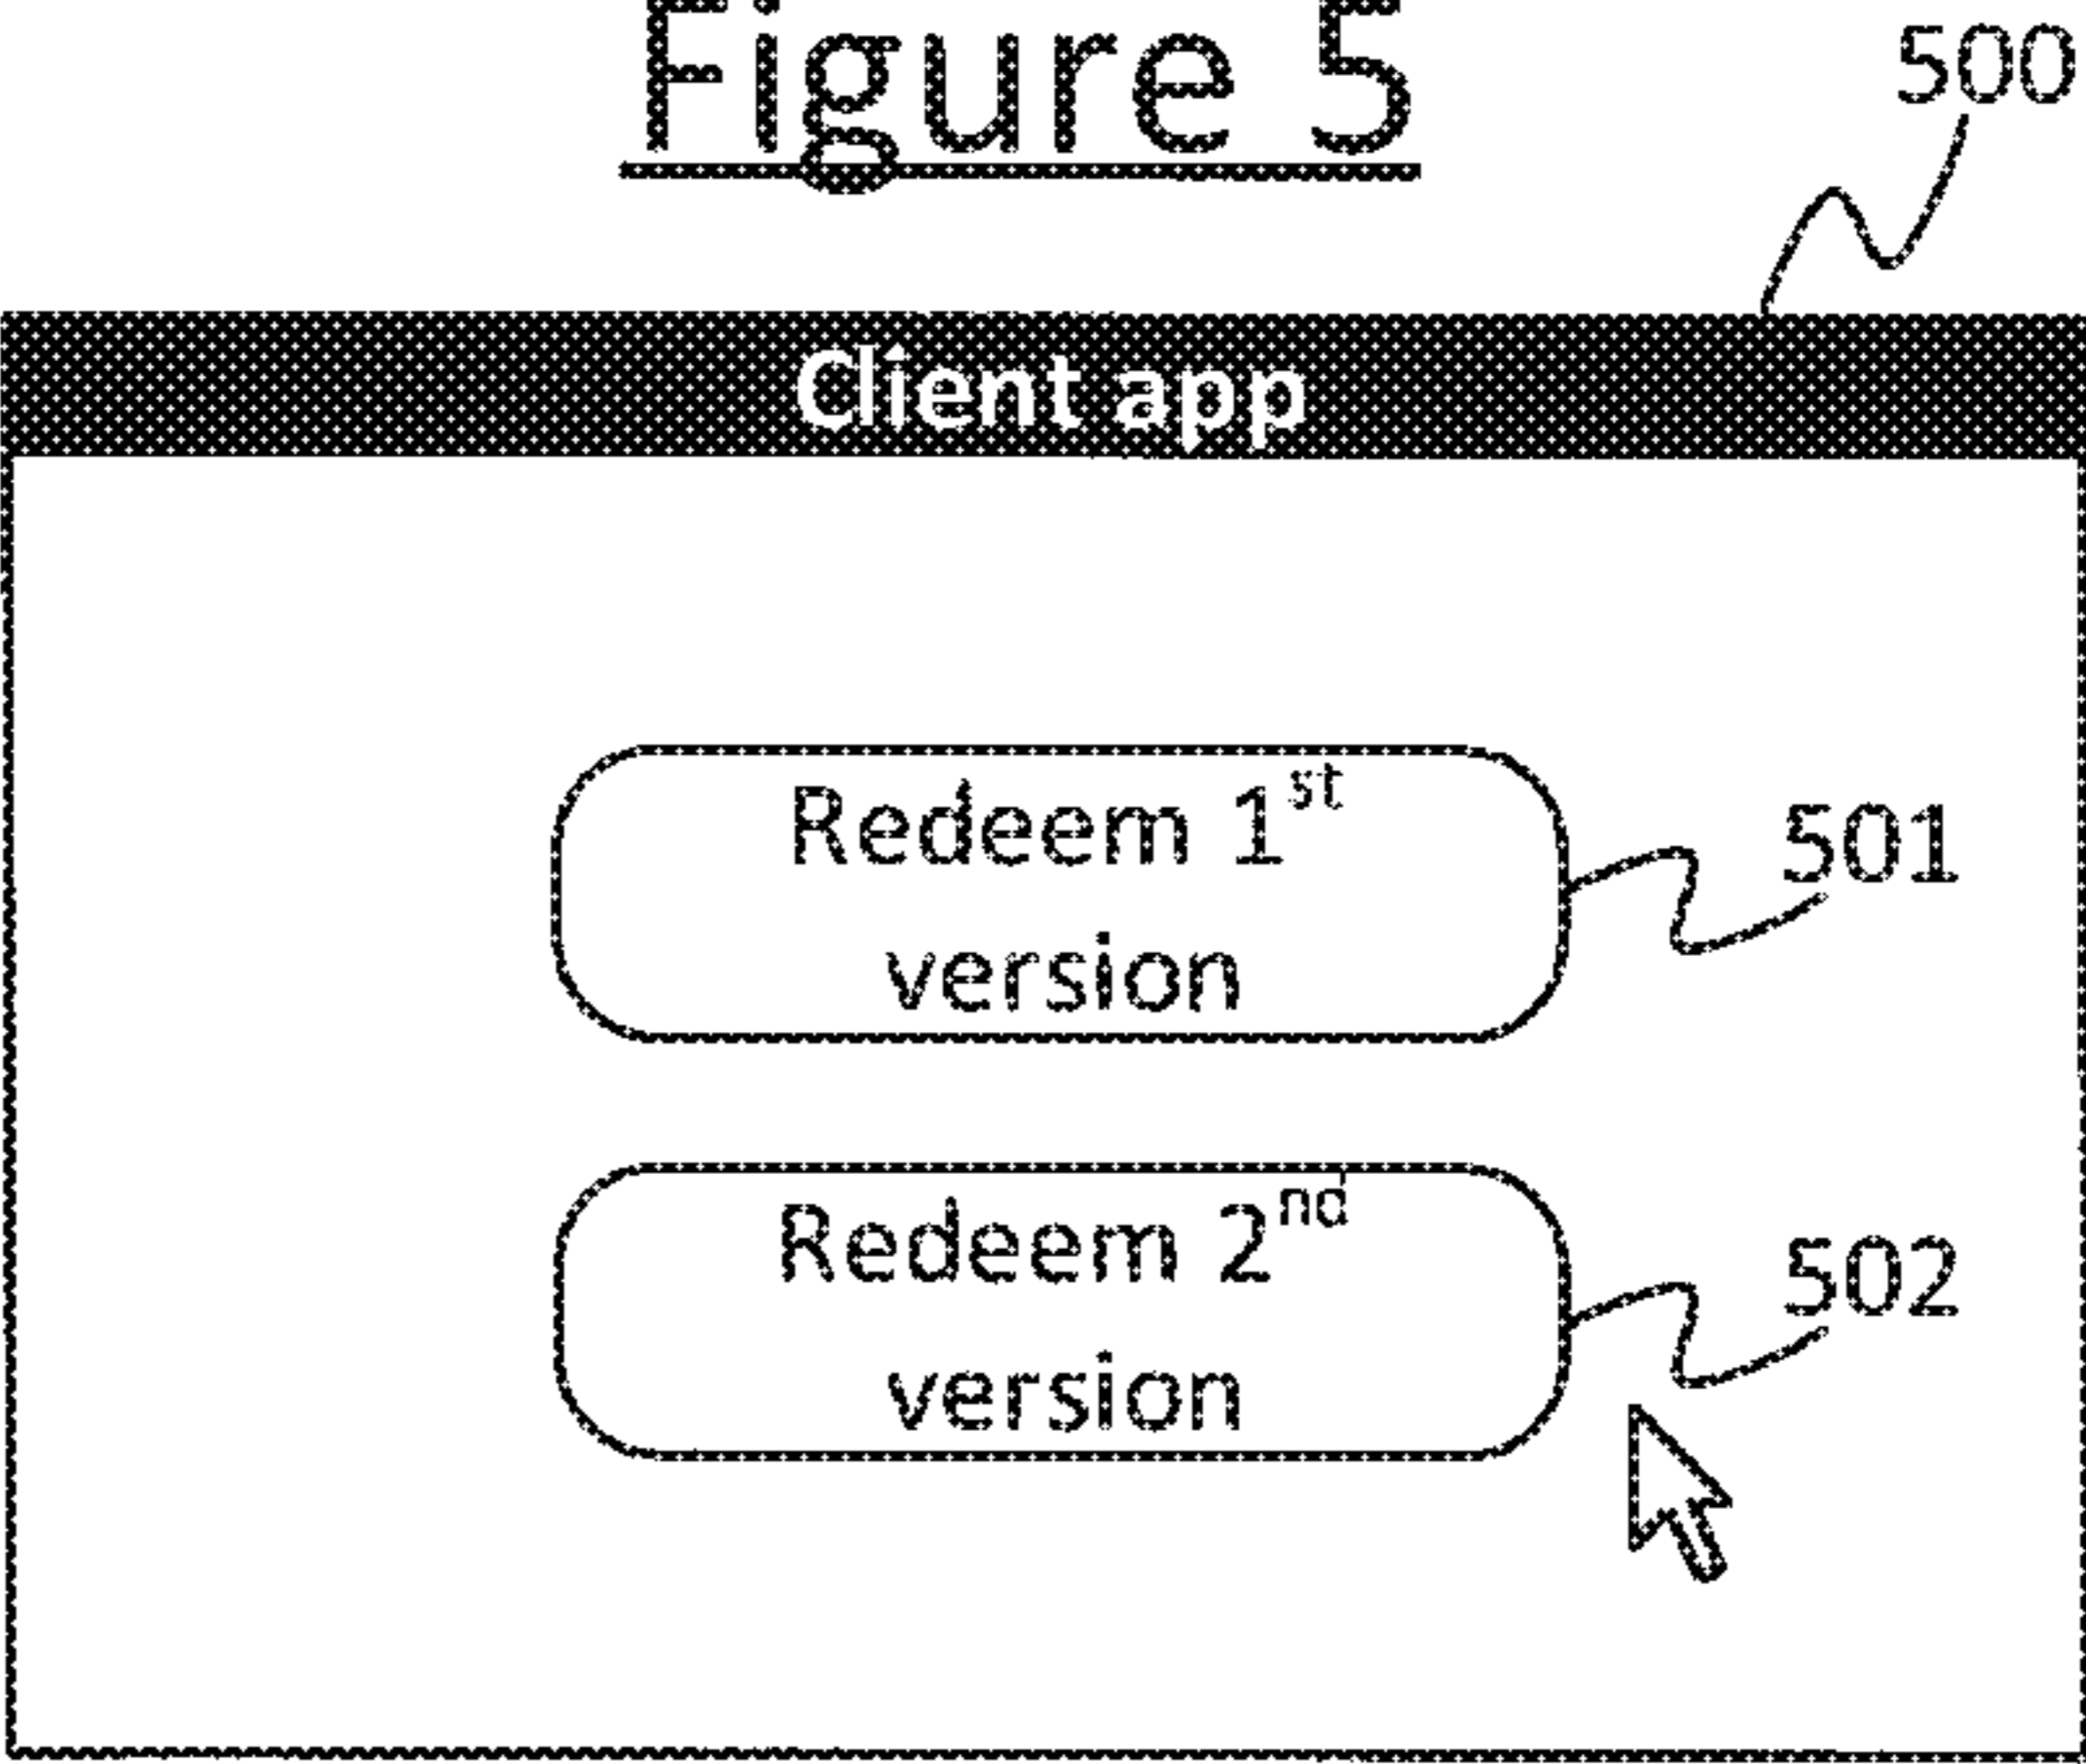 Figure 5
500
Client app
Redeem 1st
version
501
Redeem 2nd
version
502